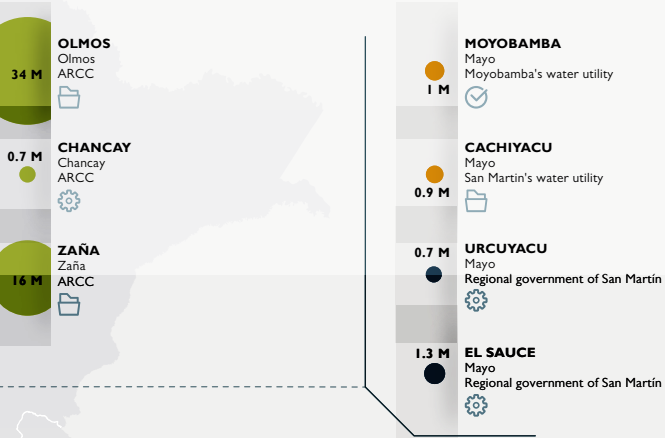 34 M
OLMOS
Olmos
ARCC
0.7 M
CHANCAY
Chancay
ARCC
16 M
ZAÑA
Zaña
ARCC
1 M
MOYOBAMBA
Mayo
Moyobamba's water utility
0.9 M
CACHIYACU
Mayo
San Martin's water utility
0.7 M
URCUYACU
Mayo
Regional government of San Martín
1.3 M
EL SAUCE
Mayo
Regional government of San Martín